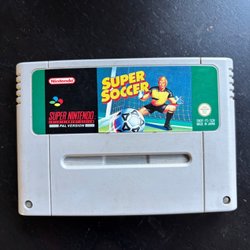 Nintendo
SUPER
SOCCER
SUPER NINTENDO
ENTERTAINMENT SYSTEM
PAL VERSION
MADE IN JAPAN